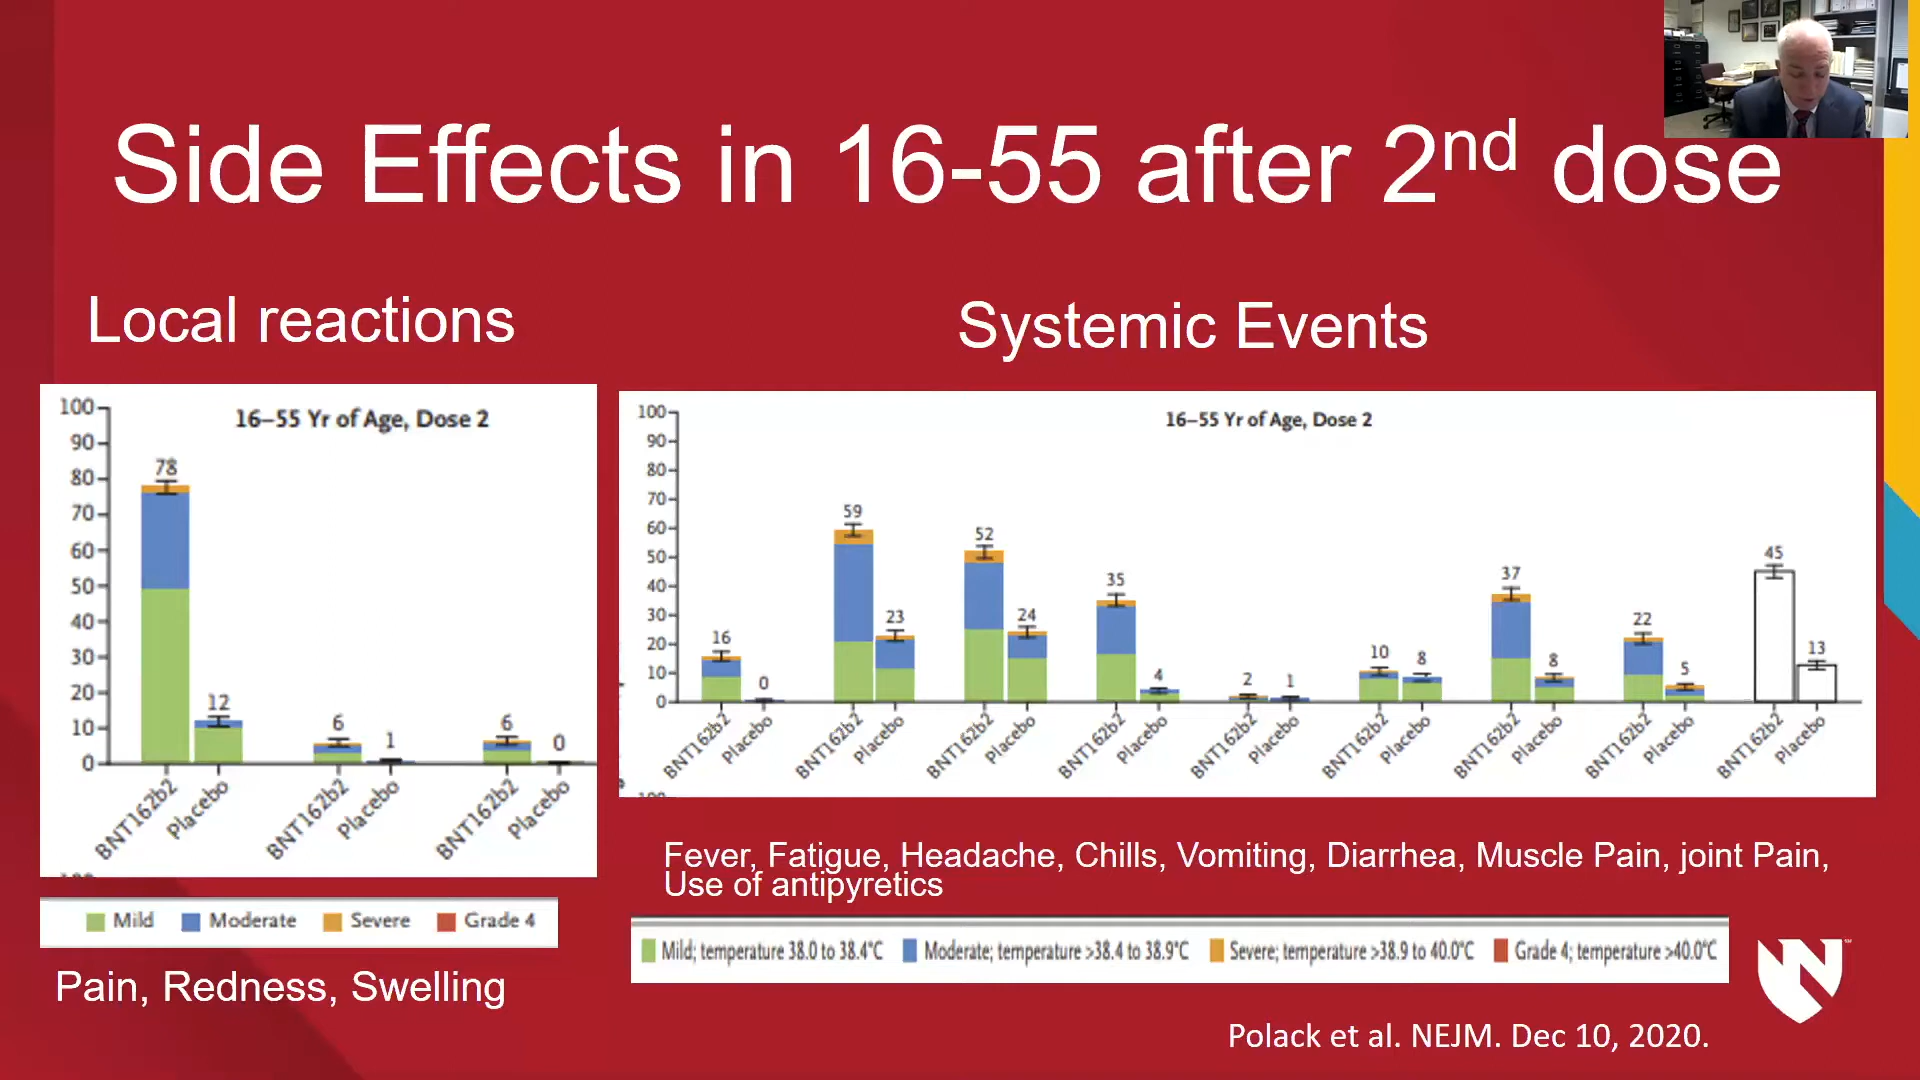 Side Effects in 16-55 after 2nd dose
Local reactions
Systemic Events
16–55 Yr of Age, Dose 2
100
90
80
70
60
50
40
30
20
10
0
78
12
6
1
6
0
BNT162b2
Placebo
BNT162b2
Placebo
BNT162b2
Placebo
Mild Moderate Severe Grade 4
Pain, Redness, Swelling
16–55 Yr of Age, Dose 2
100
90
80
70
60
50
40
30
20
10
0
16
0
59
23
52
24
35
4
2
1
10
8
37
8
22
5
45
13
BNT162b2
Placebo
BNT162b2
Placebo
BNT162b2
Placebo
BNT162b2
Placebo
BNT162b2
Placebo
BNT162b2
Placebo
BNT162b2
Placebo
BNT162b2
Placebo
BNT162b2
Placebo
Fever, Fatigue, Headache, Chills, Vomiting, Diarrhea, Muscle Pain, joint Pain,
Use of antipyretics
Mild; temperature 38.0 to 38.4°C Moderate; temperature >38.4 to 38.9°C Severe; temperature >38.9 to 40.0°C Grade 4; temperature >40.0°C
N
Polack et al. NEJM. Dec 10, 2020.